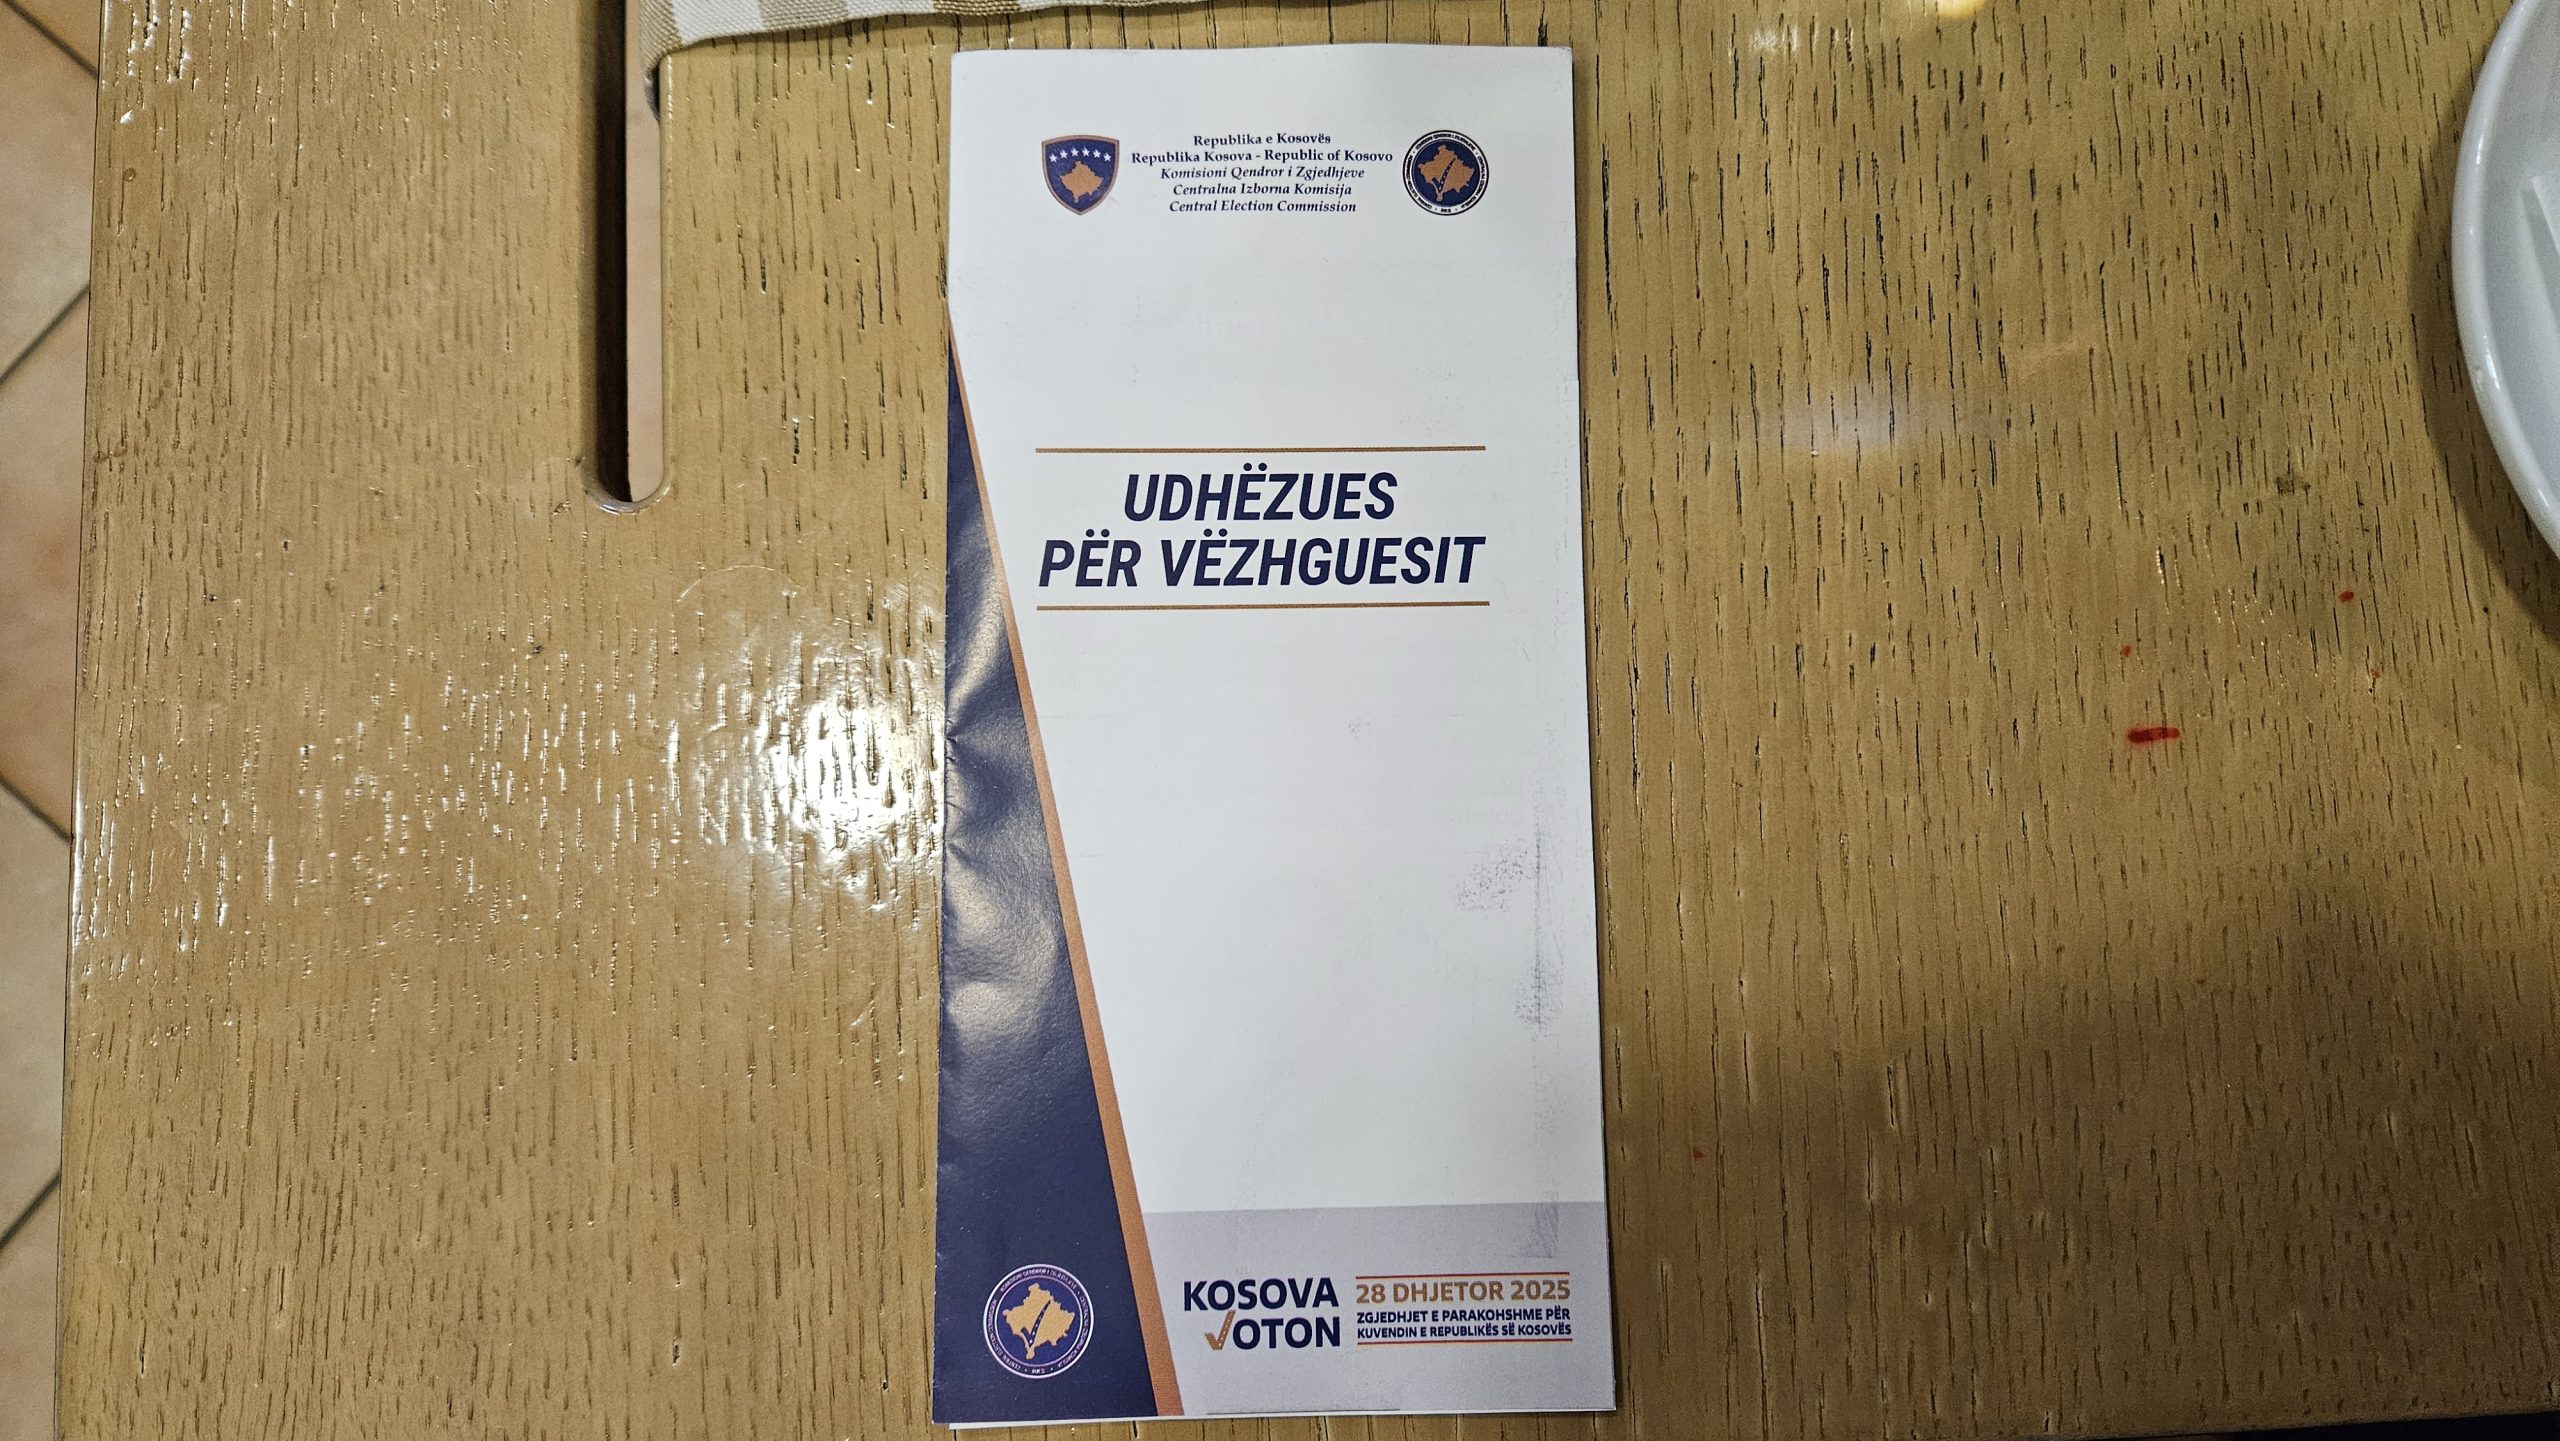 Republika e Kosovës
Republika Kosova - Republic of Kosovo
Komisioni Qendror i Zgjedhjeve
Centralna Izborna Komisija
Central Election Commission
UDHËZUES
PËR VËZHGUESIT
KOSOVA
VOTON
28 DHJETOR 2025
ZGJEDHJET E PARAKOHSHME PËR
KUVENDIN E REPUBLIKËS SË KOSOVËS